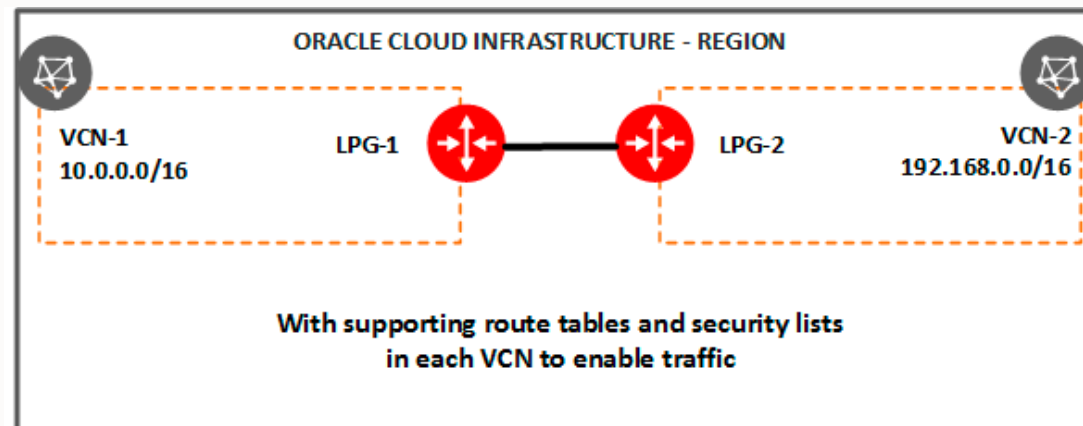 ORACLE CLOUD INFRASTRUCTURE - REGION
VCN-1
10.0.0.0/16
LPG-1
LPG-2
VCN-2
192.168.0.0/16
With supporting route tables and security lists
in each VCN to enable traffic